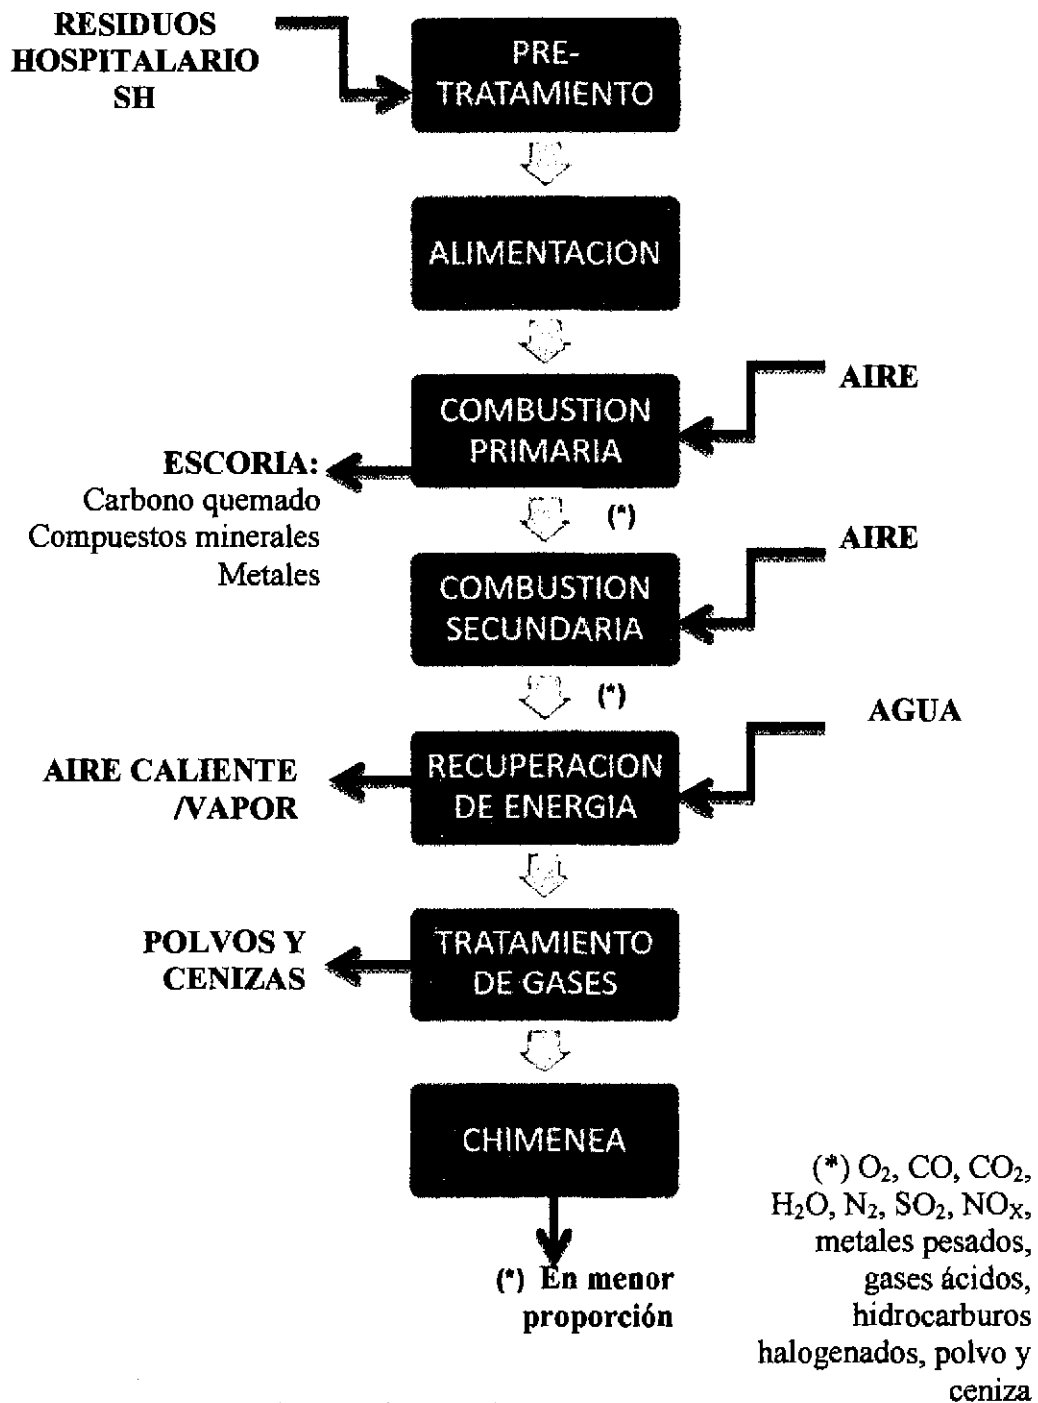 RESIDUOS
HOSPITALARIO
SH
PRE-
TRATAMIENTO
ALIMENTACION
COMBUSTION
PRIMARIA
AIRE
ESCORIA:
Carbono quemado
Compuestos minerales
Metales
(*)
AIRE
COMBUSTION
SECUNDARIA
(*)
AGUA
RECUPERACION
DE ENERGIA
AIRE CALIENTE
/VAPOR
TRATAMIENTO
DE GASES
POLVOS Y
CENIZAS
CHIMENEA
(*) En menor
proporción
(*) O₂, CO, CO₂,
H₂O, N₂, SO₂, NOₓ,
metales pesados,
gases ácidos,
hidrocarburos
halogenados, polvo y
ceniza